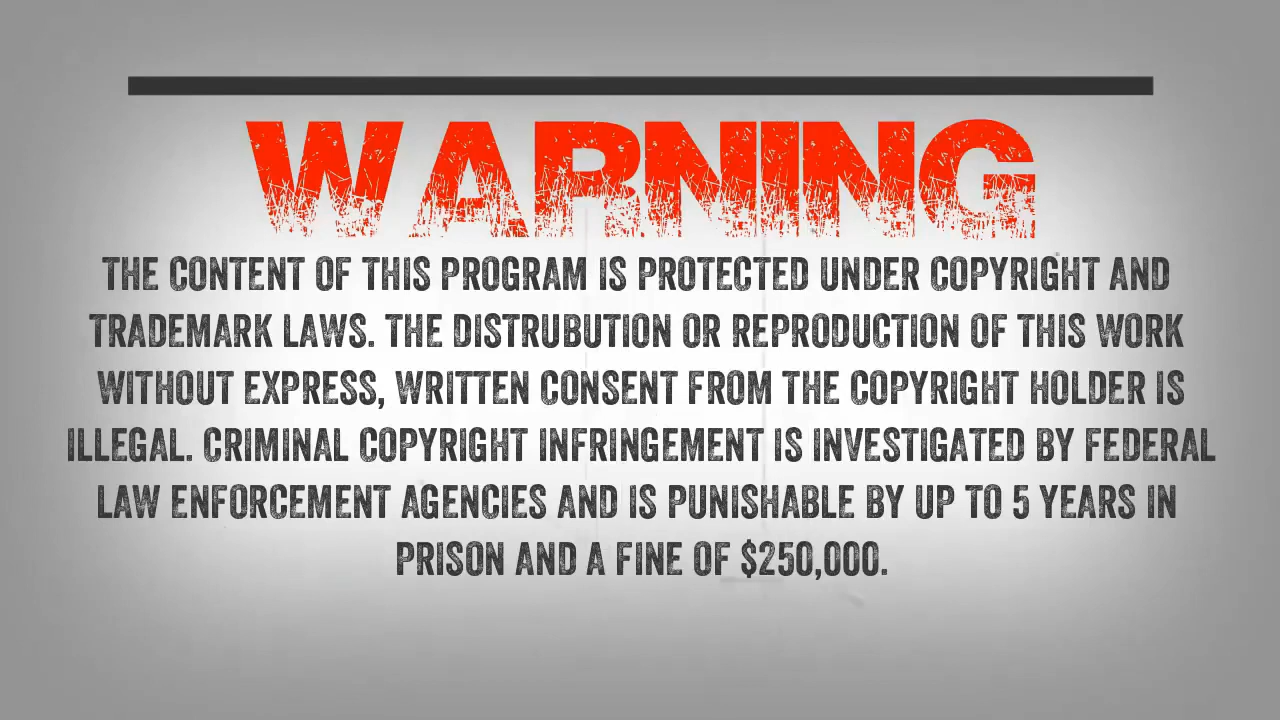 WARNING
THE CONTENT OF THIS PROGRAM IS PROTECTED UNDER COPYRIGHT AND
TRADEMARK LAWS. THE DISTRUBUTION OR REPRODUCTION OF THIS WORK
WITHOUT EXPRESS, WRITTEN CONSENT FROM THE COPYRIGHT HOLDER IS
ILLEGAL. CRIMINAL COPYRIGHT INFRINGEMENT IS INVESTIGATED BY FEDERAL
LAW ENFORCEMENT AGENCIES AND IS PUNISHABLE BY UP TO 5 YEARS IN
PRISON AND A FINE OF $250,000.